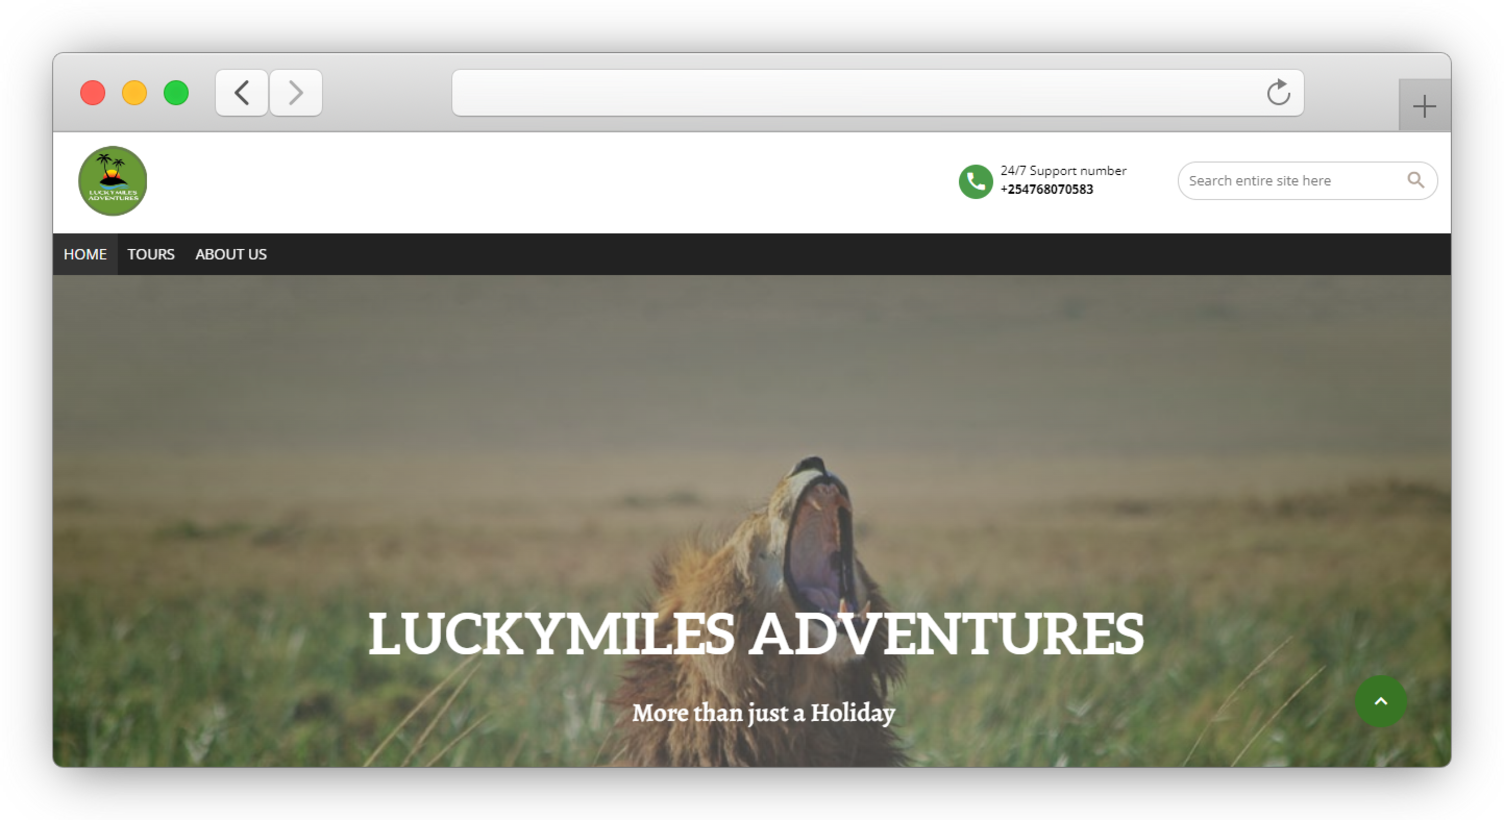 LUCKYMILES
ADVENTURES
24/7 Support number
+254768070583
Search entire site here
HOME TOURS ABOUT US
LUCKYMILES ADVENTURES
More than just a Holiday